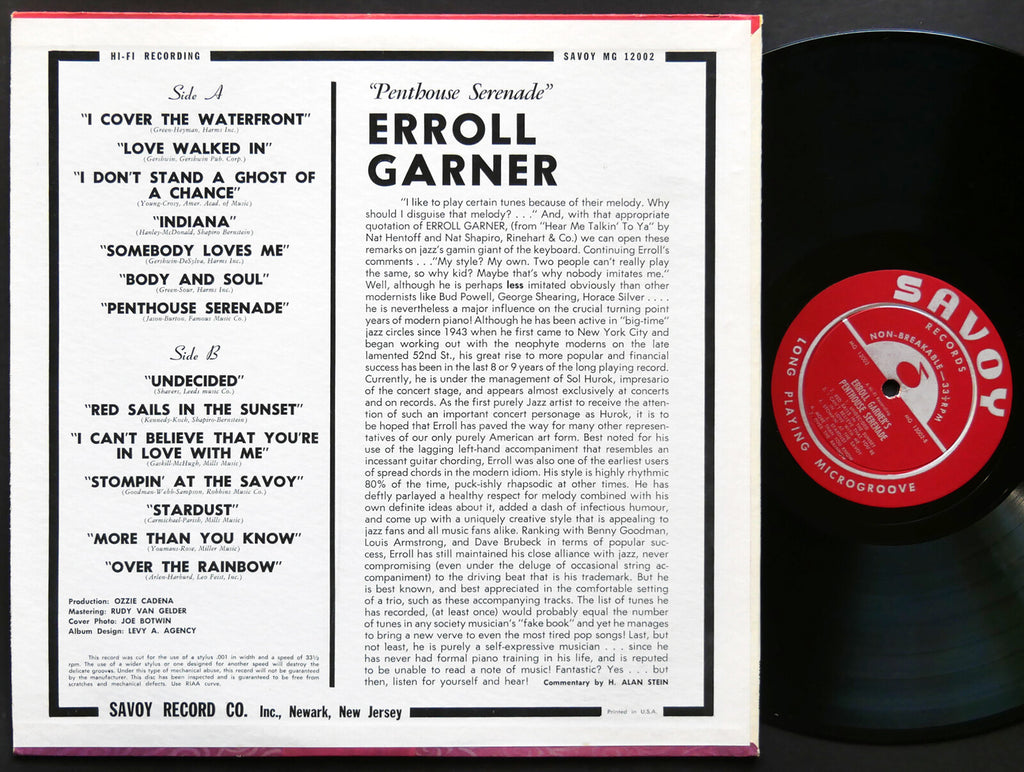 HI-FI RECORDING
SAVOY MG 12002
Side A
"I COVER THE WATERFRONT"
(Green-Heyman, Harms Inc.)
"LOVE WALKED IN"
(Gershwin, Gershwin Pub. Corp.)
"I DON'T STAND A GHOST OF
A CHANCE"
(Young-Crosy, Amer. Acad. of Music)
"INDIANA"
(Hanley-McDonald, Shapiro Bernstein)
"SOMEBODY LOVES ME"
(Gershwin-DeSylva, Harms Inc.)
"BODY AND SOUL"
(Green-Sour, Harms Inc.)
"PENTHOUSE SERENADE"
(Jason-Burton, Famous Music Co.)
Side B
"UNDECIDED"
(Shavers, Leeds music Co.)
"RED SAILS IN THE SUNSET"
(Kennedy-Koch, Shapiro-Bernstein)
"I CAN'T BELIEVE THAT YOU'RE
IN LOVE WITH ME"
(Gaskill-McHugh, Mills Music)
"STOMPIN' AT THE SAVOY"
(Goodman-Webb-Sampson, Robbins Music Co.)
"STARDUST"
(Carmichael-Parish, Mills Music)
"MORE THAN YOU KNOW"
(Youmans-Rose, Miller Music)
"OVER THE RAINBOW"
(Arlen-Harburd, Leo Feist, Inc.)
Production: OZZIE CADENA
Mastering: RUDY VAN GELDER
Cover Photo: JOE BOTWIN
Album Design: LEVY A. AGENCY
This record was cut for the use of a stylus .001 in width and a speed of 33⅓
rpm. The use of a wider stylus or one designed for another speed will destroy the
delicate grooves. Under this type of mechanical abuse, this record will not be guaranteed
by the manufacturer. This disc has been inspected and is guaranteed to be free from
scratches and mechanical defects. Use RIAA curve.
"Penthouse Serenade"
ERROLL
GARNER
"I like to play certain tunes because of their melody. Why
should I disguise that melody? . . ." And, with that appropriate
quotation of ERROLL GARNER, (from "Hear Me Talkin' To Ya" by
Nat Hentoff and Nat Shapiro, Rinehart & Co.) we can open these
remarks on jazz's gamin giant of the keyboard. Continuing Erroll's
comments . . ."My style? My own. Two people can't really play
the same, so why kid? Maybe that's why nobody imitates me."
Well, although he is perhaps less imitated obviously than other
modernists like Bud Powell, George Shearing, Horace Silver . . . .
he is nevertheless a major influence on the crucial turning point
years of modern piano! Although he has been active in "big-time"
jazz circles since 1943 when he first came to New York City and
began working out with the neophyte moderns on the late
lamented 52nd St., his great rise to more popular and financial
success has been in the last 8 or 9 years of the long playing record.
Currently, he is under the management of Sol Hurok, impresario
of the concert stage, and appears almost exclusively at concerts
and on records. As the first purely Jazz artist to receive the atten-
tion of such an important concert personage as Hurok, it is to
be hoped that Erroll has paved the way for many other represen-
tatives of our only purely American art form. Best noted for his
use of the lagging left-hand accompaniment that resembles an
incessant guitar chording, Erroll was also one of the earliest users
of spread chords in the modern idiom. His style is highly rhythmic
80% of the time, puck-ishly rhapsodic at other times. He has
deftly parlayed a healthy respect for melody combined with his
own definite ideas about it, added a dash of infectious humour,
and come up with a uniquely creative style that is appealing to
jazz fans and all music fans alike. Ranking with Benny Goodman,
Louis Armstrong, and Dave Brubeck in terms of popular suc-
cess, Erroll has still maintained his close alliance with jazz, never
compromising (even under the deluge of occasional string ac-
companiment) to the driving beat that is his trademark. But he
is best known, and best appreciated in the comfortable setting
of a trio, such as these accompanying tracks. The list of tunes he
has recorded, (at least once) would probably equal the number
of tunes in any society musician's "fake book" and yet he manages
to bring a new verve to even the most tired pop songs! Last, but
not least, he is purely a self-expressive musician . . . since he
has never had formal piano training in his life, and is reputed
to be unable to read a note of music! Fantastic? Yes . . . . but
then, listen for yourself and hear! Commentary by H. ALAN STEIN
SAVOY RECORD CO. Inc., Newark, New Jersey
Printed in U.S.A.
SAVOY
RECORDS
NON-BREAKABLE—33⅓RPM
LONG PLAYING MICROGROOVE
MG 12002
MG 12002-B
ERROLL GARNER'S
PENTHOUSE SERENADE